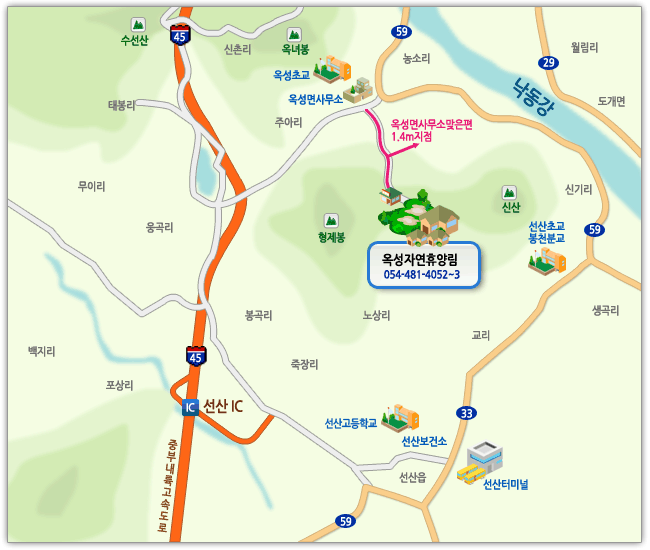 수선산
45
신촌리
옥녀봉
59
농소리
월림리
29
낙동강
도개면
옥성초교
옥성면사무소
태봉리
주아리
옥성면사무소맞은편
1.4m지점
무이리
신기리
신산
웅곡리
형제봉
선산초교
봉천분교
59
옥성자연휴양림
054-481-4052~3
봉곡리
노상리
생곡리
교리
백지리
45
죽장리
포상리
IC 선산 IC
33
선산고등학교
선산보건소
중부내륙고속도로
선산읍
선산터미널
59